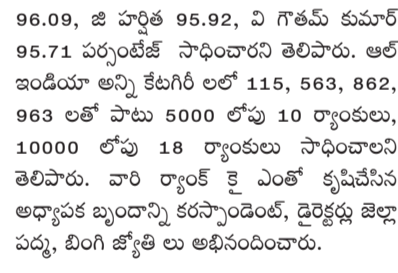 96.09, జి హర్షిత 95.92, వి గౌతమ్ కుమార్
95.71 పర్సంటేజ్ సాధించారని తెలిపారు. ఆల్
ఇండియా అన్ని కేటగిరీ లలో 115, 563, 862,
963 లతో పాటు 5000 లోపు 10 ర్యాంకులు,
10000 లోపు 18 ర్యాంకులు సాధించాలని
తెలిపారు. వారి ర్యాంక్ కై ఎంతో కృషిచేసిన
అధ్యాపక బృందాన్ని కరస్పాండెంట్, డైరెక్టర్లు జెల్లా
పద్మ, బింగి జ్యోతి లు అభినందించారు.